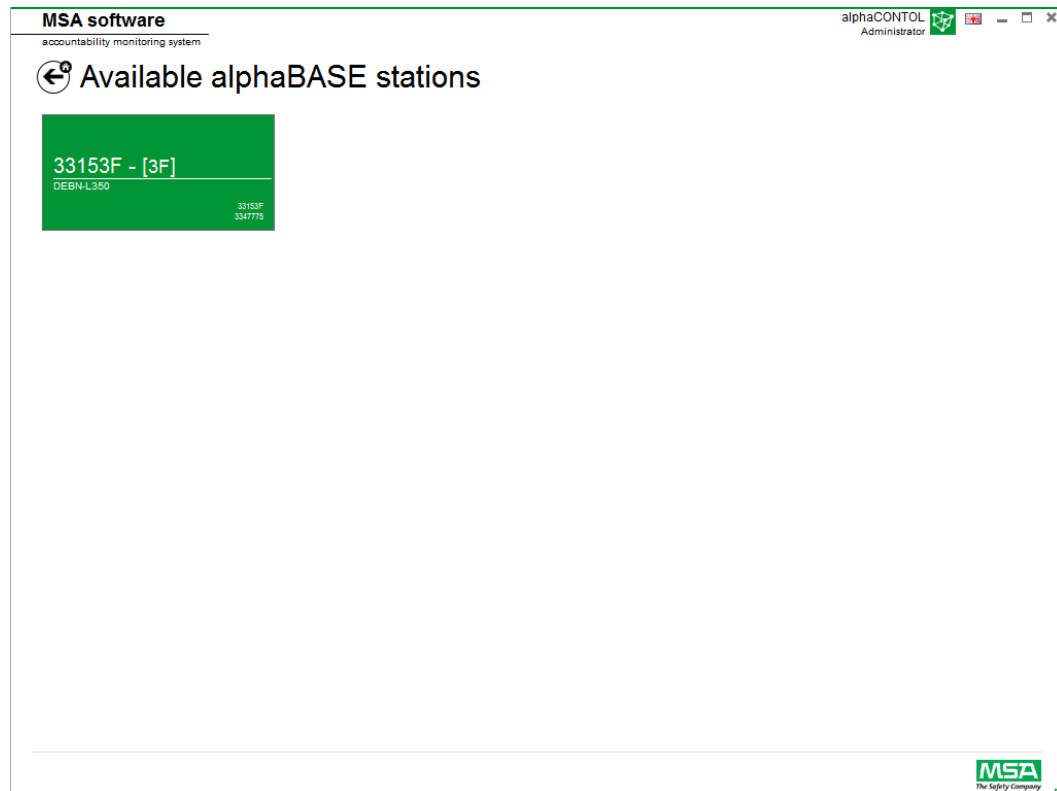 MSA software
accountability monitoring system
alphaCONTOL
Administrator
Available alphaBASE stations
33153F - [3F]
DEBN-L350
33153F
3347775
MSA
The Safety Company